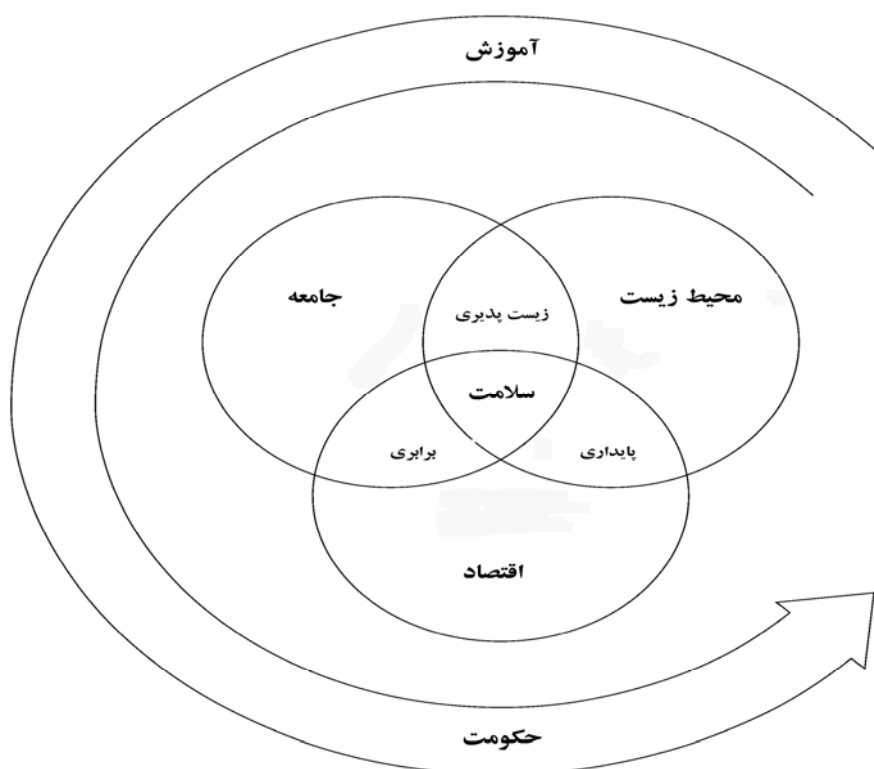 آموزش
محیط زیست
جامعه
زیست پذیری
سلامت
پایداری
برابری
اقتصاد
حکومت